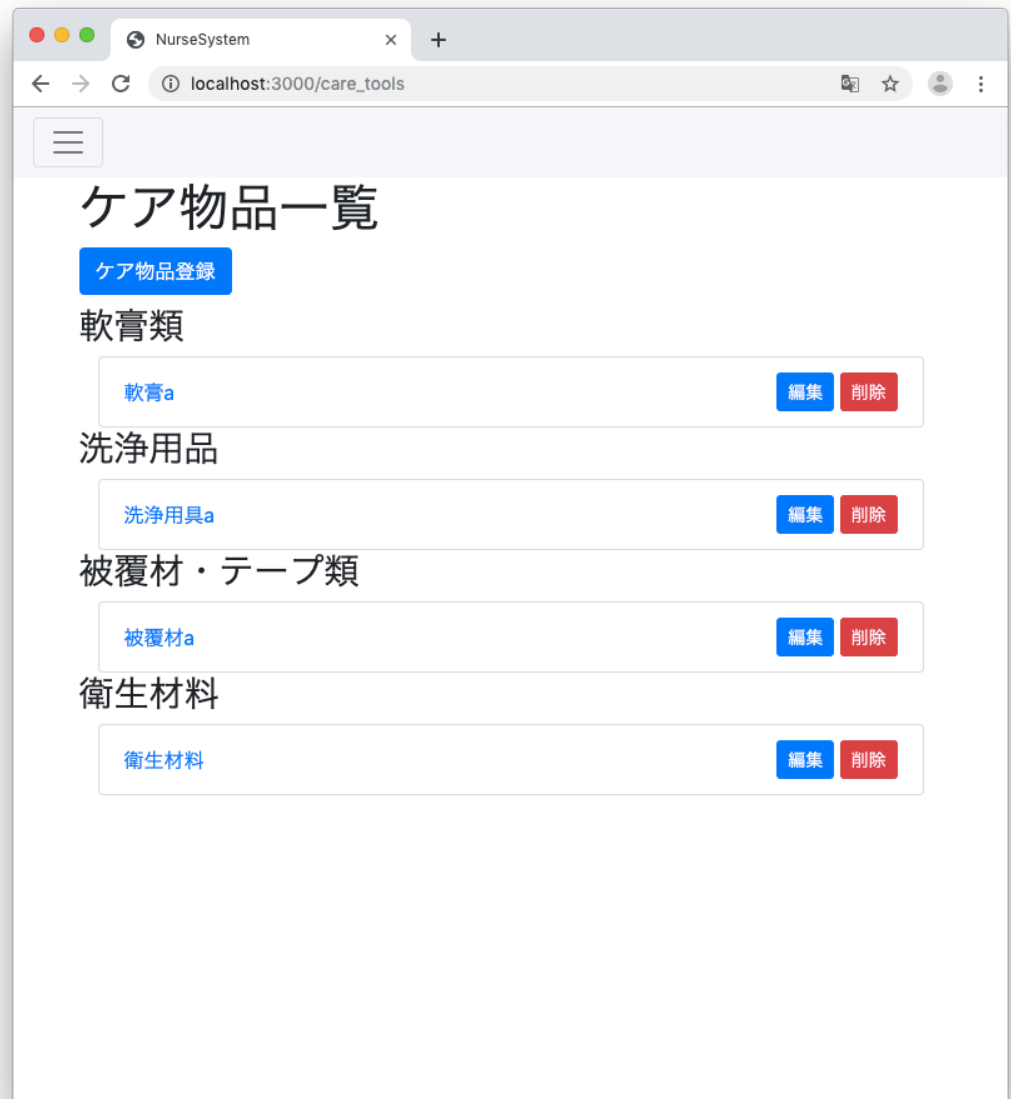 NurseSystem
localhost:3000/care_tools
ケア物品一覧
ケア物品登録
軟膏類
軟膏a 編集 削除
洗浄用品
洗浄用具a 編集 削除
被覆材・テープ類
被覆材a 編集 削除
衛生材料
衛生材料 編集 削除